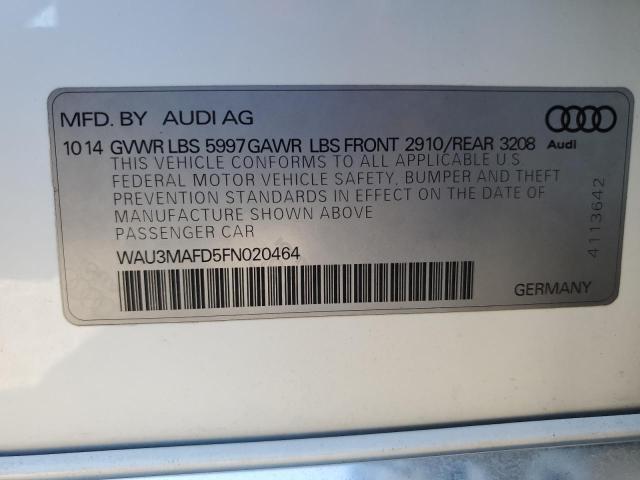 MFD. BY AUDI AG
10 14 GVWR LBS 5997 GAWR LBS FRONT 2910/REAR 3208
Audi
THIS VEHICLE CONFORMS TO ALL APPLICABLE U S
FEDERAL MOTOR VEHICLE SAFETY, BUMPER AND THEFT
PREVENTION STANDARDS IN EFFECT ON THE DATE OF
MANUFACTURE SHOWN ABOVE
PASSENGER CAR
WAU3MAFD5FN020464
GERMANY
4113642